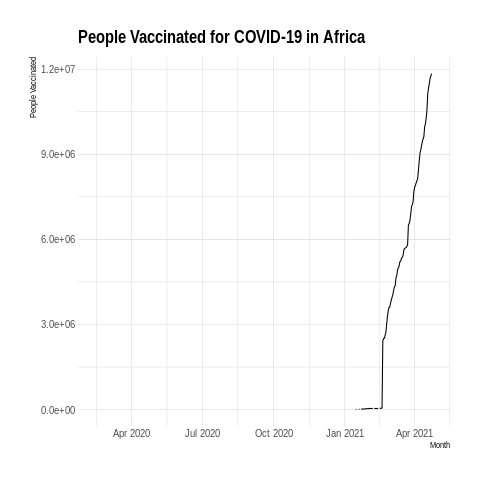 People Vaccinated for COVID-19 in Africa
People Vaccinated
1.2e+07
9.0e+06
6.0e+06
3.0e+06
0.0e+00
Apr 2020 Jul 2020 Oct 2020 Jan 2021 Apr 2021
Month